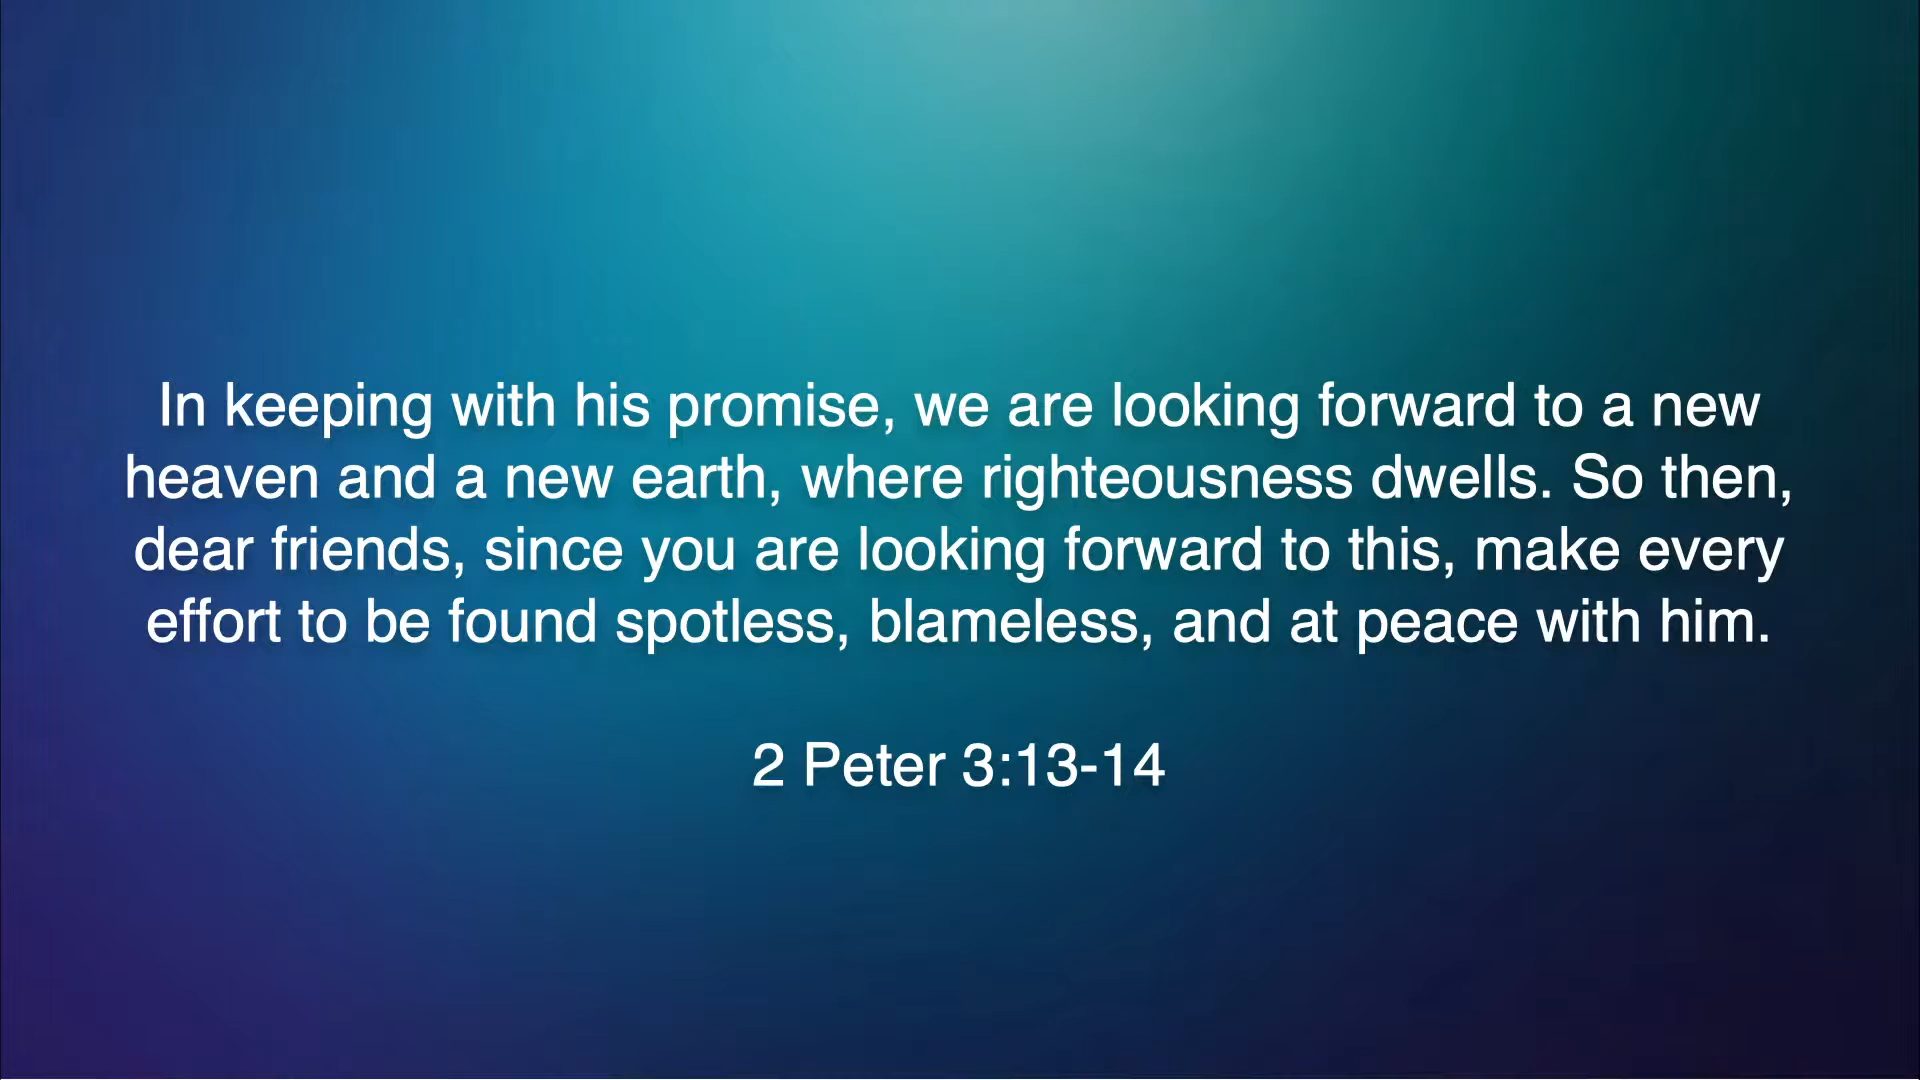 In keeping with his promise, we are looking forward to a new
heaven and a new earth, where righteousness dwells. So then,
dear friends, since you are looking forward to this, make every
effort to be found spotless, blameless, and at peace with him.
2 Peter 3:13-14